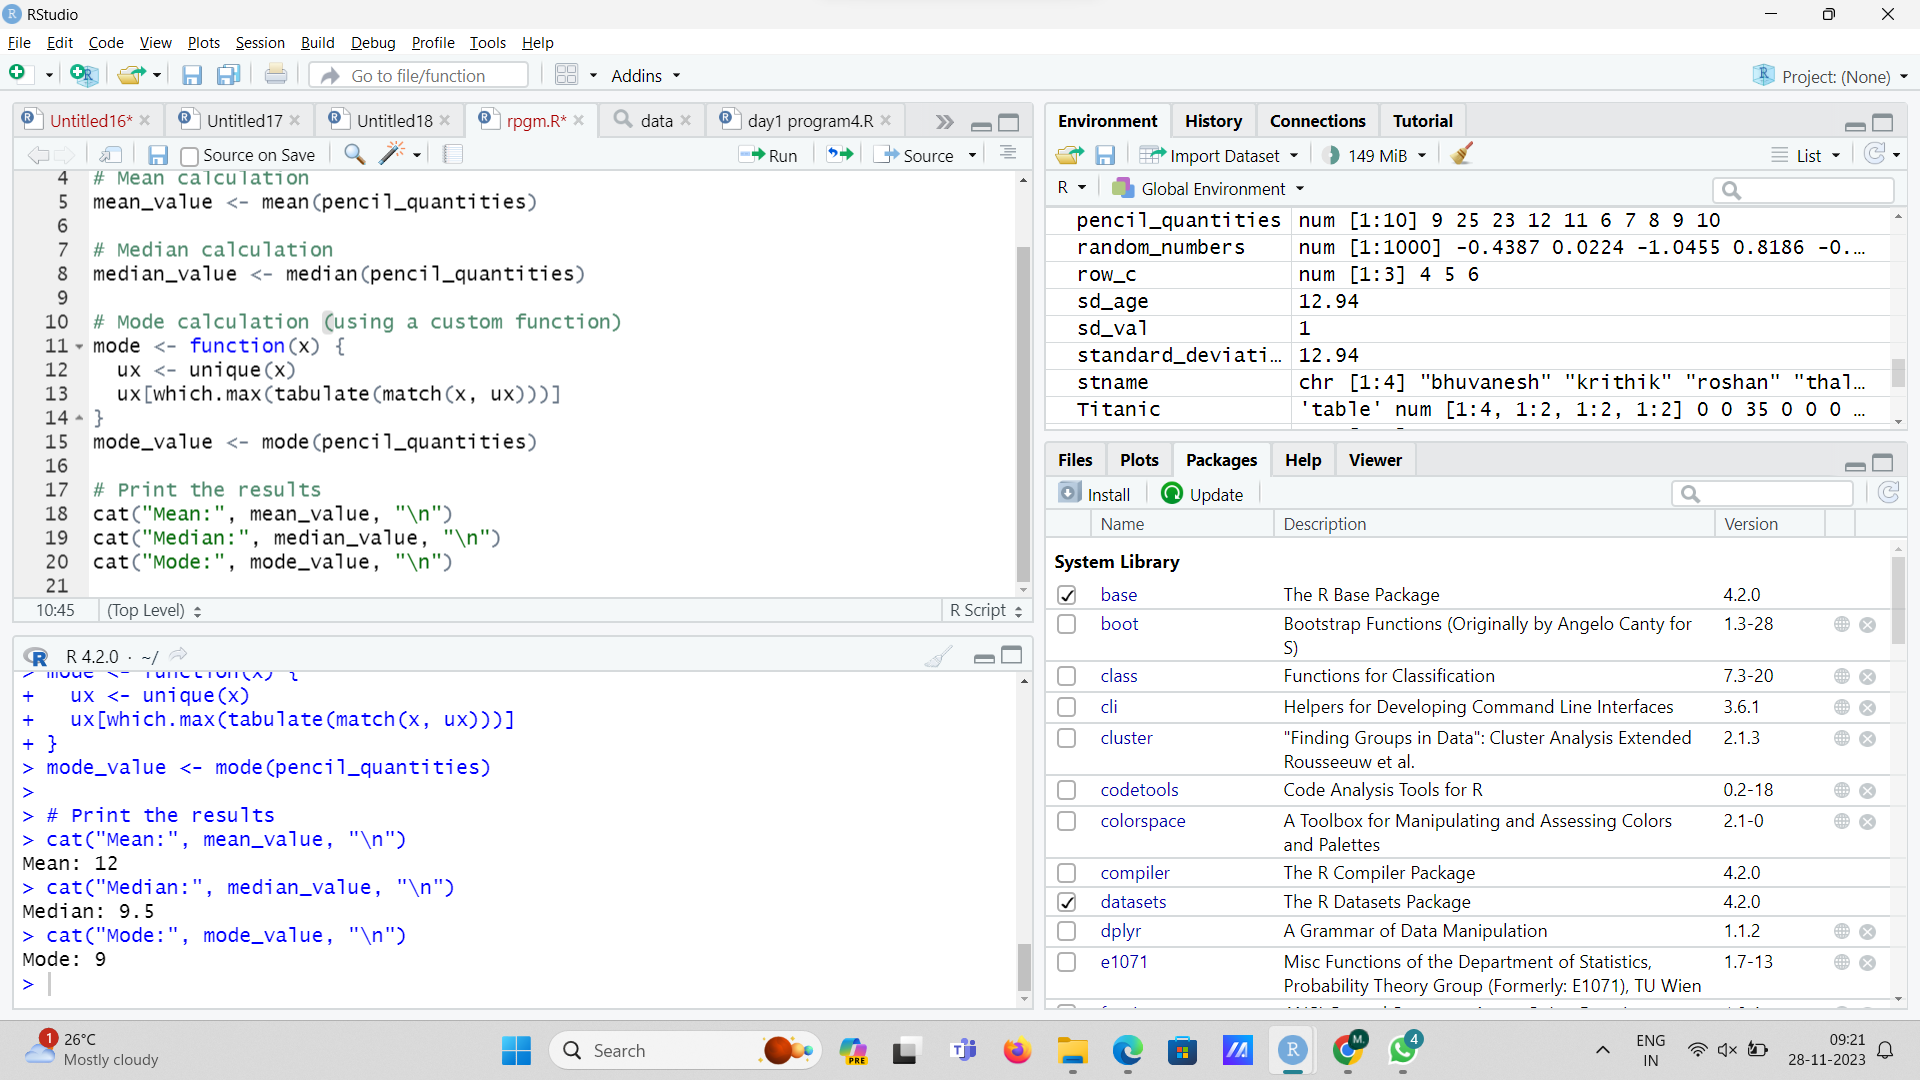 RStudio
File Edit Code View Plots Session Build Debug Profile Tools Help
Go to file/function Addins Project: (None)
Untitled16* Untitled17 Untitled18 rpgm.R* data day1 program4.R
Source on Save Run Source
4 # Mean calculation
5 mean_value <- mean(pencil_quantities)
6
7 # Median calculation
8 median_value <- median(pencil_quantities)
9
10 # Mode calculation (using a custom function)
11 mode <- function(x) {
12 ux <- unique(x)
13 ux[which.max(tabulate(match(x, ux)))]
14 }
15 mode_value <- mode(pencil_quantities)
16
17 # Print the results
18 cat("Mean:", mean_value, "\n")
19 cat("Median:", median_value, "\n")
20 cat("Mode:", mode_value, "\n")
21
10:45 (Top Level) R Script
R 4.2.0 · ~/
> mode <- function(x) {
+ ux <- unique(x)
+ ux[which.max(tabulate(match(x, ux)))]
+ }
> mode_value <- mode(pencil_quantities)
>
> # Print the results
> cat("Mean:", mean_value, "\n")
Mean: 12
> cat("Median:", median_value, "\n")
Median: 9.5
> cat("Mode:", mode_value, "\n")
Mode: 9
>
Environment History Connections Tutorial
Import Dataset 149 MiB List
R Global Environment
pencil_quantities num [1:10] 9 25 23 12 11 6 7 8 9 10
random_numbers num [1:1000] -0.4387 0.0224 -1.0455 0.8186 -0.…
row_c num [1:3] 4 5 6
sd_age 12.94
sd_val 1
standard_deviati… 12.94
stname chr [1:4] "bhuvanesh" "krithik" "roshan" "thal…
Titanic 'table' num [1:4, 1:2, 1:2, 1:2] 0 0 35 0 0 0 …
Files Plots Packages Help Viewer
Install Update
Name Description Version
System Library
base The R Base Package 4.2.0
boot Bootstrap Functions (Originally by Angelo Canty for 1.3-28
S)
class Functions for Classification 7.3-20
cli Helpers for Developing Command Line Interfaces 3.6.1
cluster "Finding Groups in Data": Cluster Analysis Extended 2.1.3
Rousseeuw et al.
codetools Code Analysis Tools for R 0.2-18
colorspace A Toolbox for Manipulating and Assessing Colors 2.1-0
and Palettes
compiler The R Compiler Package 4.2.0
datasets The R Datasets Package 4.2.0
dplyr A Grammar of Data Manipulation 1.1.2
e1071 Misc Functions of the Department of Statistics, 1.7-13
Probability Theory Group (Formerly: E1071), TU Wien
1 26°C
Mostly cloudy
Search
PRE
M.
4
ENG
IN
09:21
28-11-2023